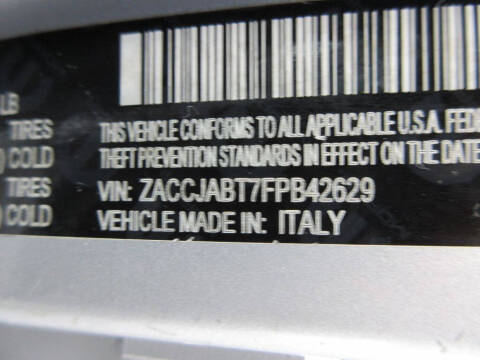 LB
TIRES
COLD
TIRES
COLD
THIS VEHICLE CONFORMS TO ALL APPLICABLE U.S.A. FEDE
THEFT PREVENTION STANDARDS IN EFFECT ON THE DATE
VIN: ZACCJABT7FPB42629
VEHICLE MADE IN: ITALY